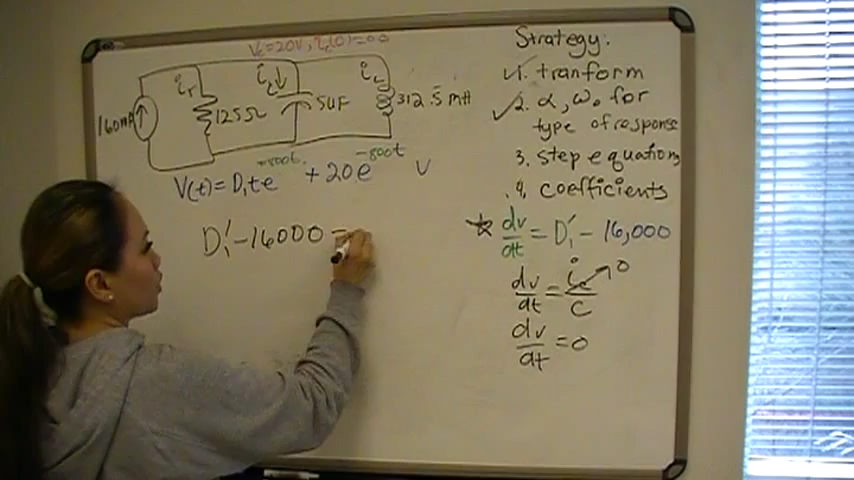 Vc=20V, iL(0)=00
160mA
ir
125Ω
ic
5UF
iL
312.5 mH
V(t)= D₁te^-800t + 20e^-800t V
D₁'-16000 =
Strategy:
✓1. tranform
✓2. α, ω₀ for
type of response
3. step equations
4. coefficients
☆ dv/dt = D₁' - 16,000
dv/dt = i/C 0
dv/dt = 0